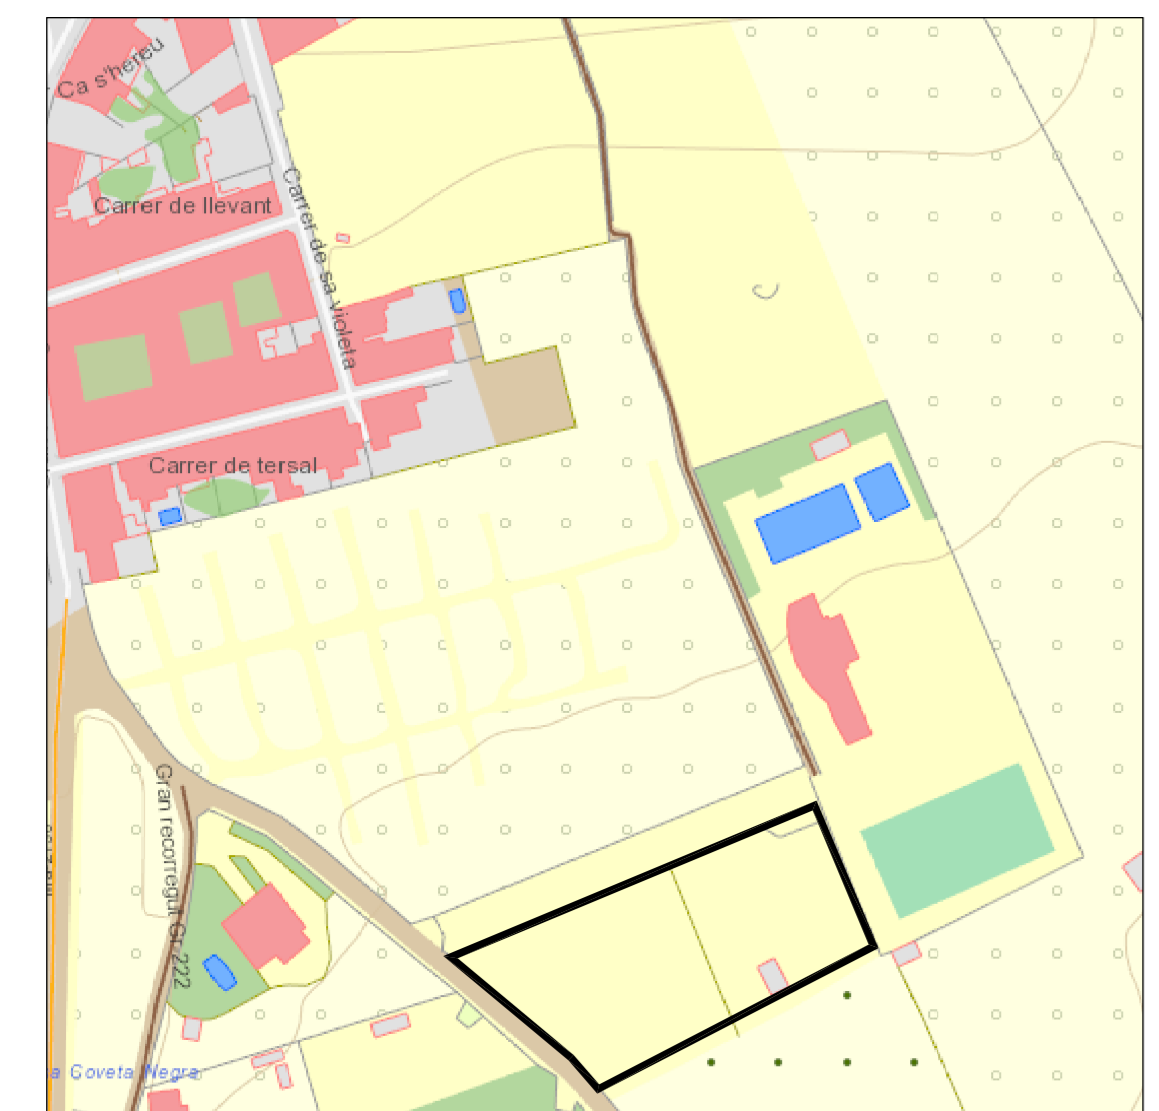 Ca s'hereu
Carrer de llevant
Carrer de sa violeta
Carrer de tersal
Gran recorregut Gr 222
a Coveta Negra